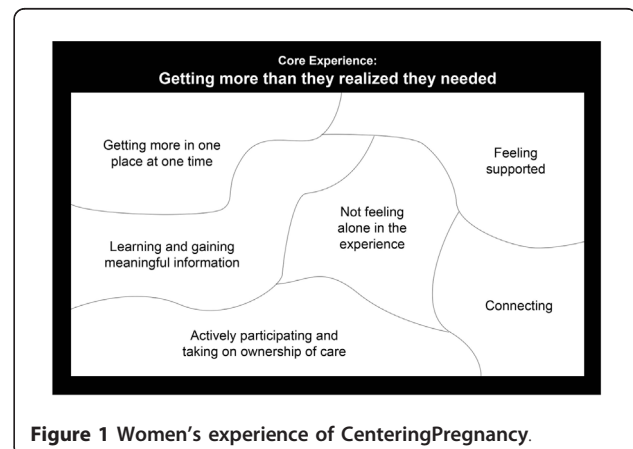 Core Experience:
Getting more than they realized they needed
Getting more in one
place at one time
Feeling
supported
Not feeling
alone in the
experience
Learning and gaining
meaningful information
Connecting
Actively participating and
taking on ownership of care
Figure 1 Women's experience of CenteringPregnancy.